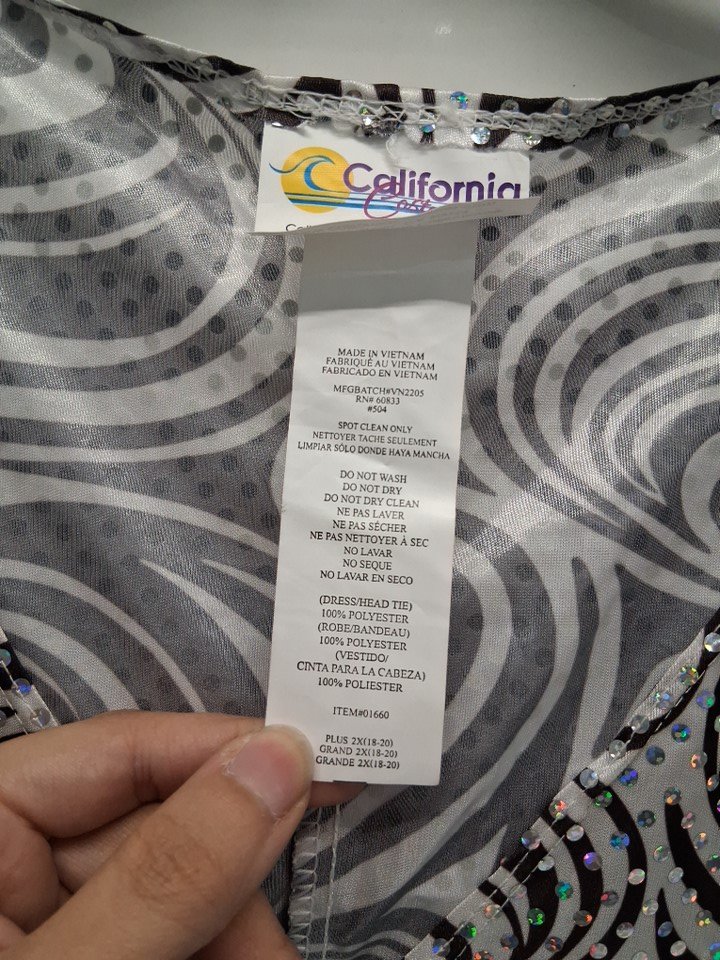 California
MADE IN VIETNAM
FABRIQUÉ AU VIETNAM
FABRICADO EN VIETNAM
MFGBATCH#VN2205
RN# 60833
#504
SPOT CLEAN ONLY
NETTOYER TACHE SEULEMENT
LIMPIAR SÓLO DONDE HAYA MANCHA
DO NOT WASH
DO NOT DRY
DO NOT DRY CLEAN
NE PAS LAVER
NE PAS SÉCHER
NE PAS NETTOYER À SEC
NO LAVAR
NO SEQUE
NO LAVAR EN SECO
(DRESS/HEAD TIE)
100% POLYESTER
(ROBE/BANDEAU)
100% POLYESTER
(VESTIDO/
CINTA PARA LA CABEZA)
100% POLIESTER
ITEM#01660
PLUS 2X(18-20)
GRAND 2X(18-20)
GRANDE 2X(18-20)